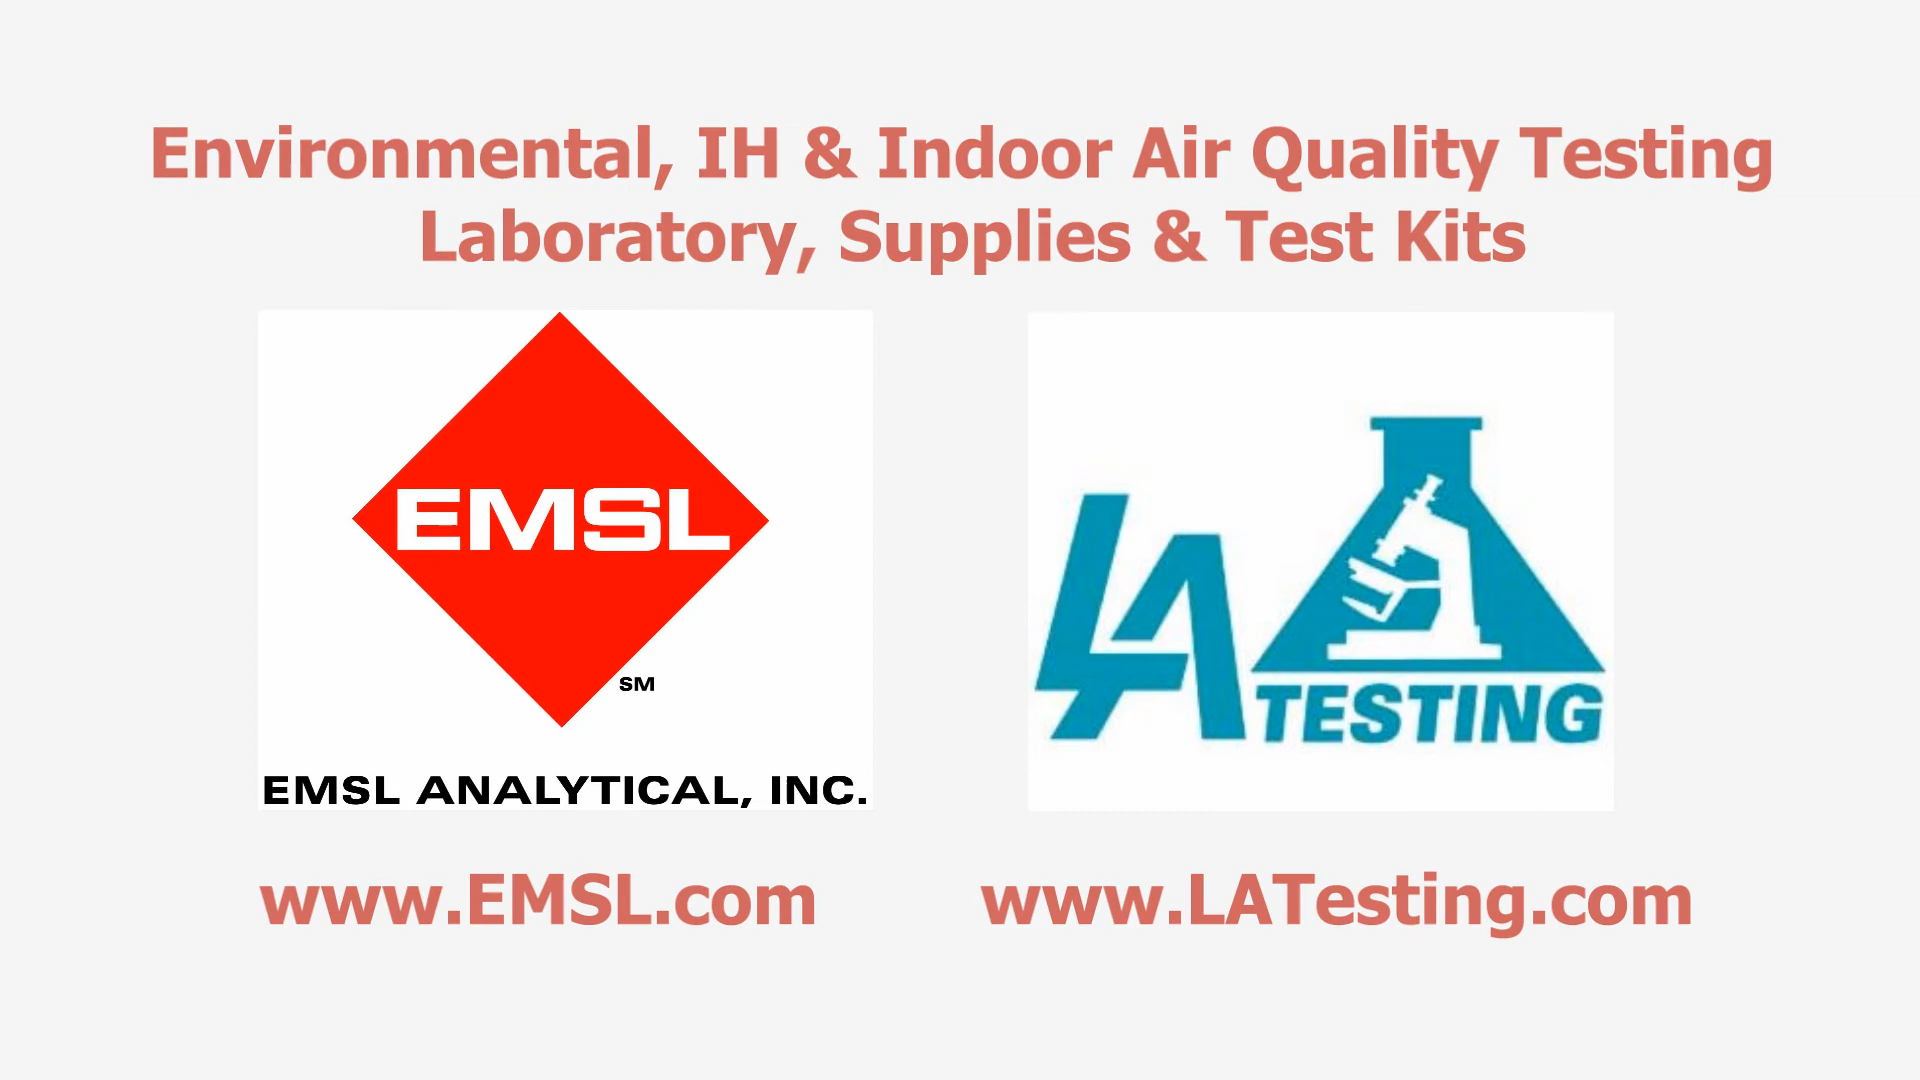 Environmental, IH & Indoor Air Quality Testing
Laboratory, Supplies & Test Kits
EMSL
SM
EMSL ANALYTICAL, INC.
LA
TESTING
www.EMSL.com
www.LATesting.com